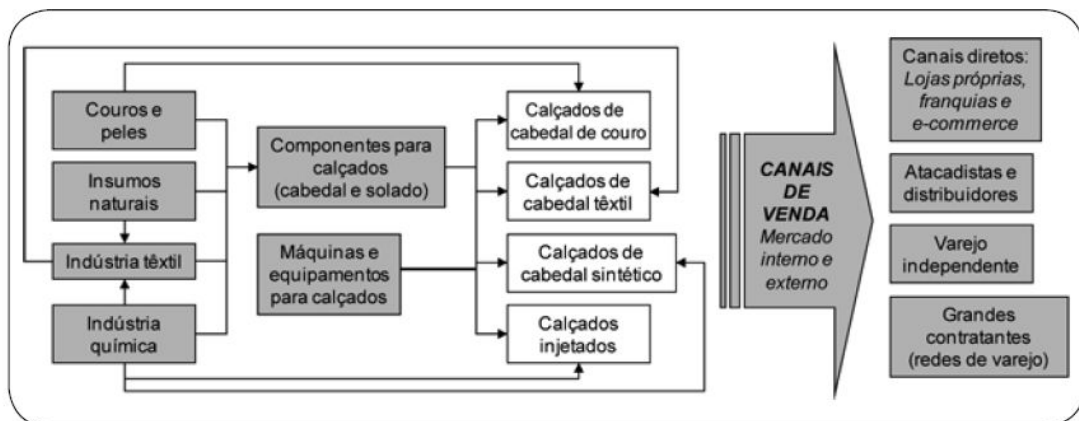 Couros e
peles
Insumos
naturais
Indústria têxtil
Indústria
química
Componentes para
calçados
(cabedal e solado)
Máquinas e
equipamentos
para calçados
Calçados de
cabedal de couro
Calçados de
cabedal têxtil
Calçados de
cabedal sintético
Calçados
injetados
CANAIS
DE
VENDA
Mercado
interno e
externo
Canais diretos:
Lojas próprias,
franquias e
e-commerce
Atacadistas e
distribuidores
Varejo
independente
Grandes
contratantes
(redes de varejo)